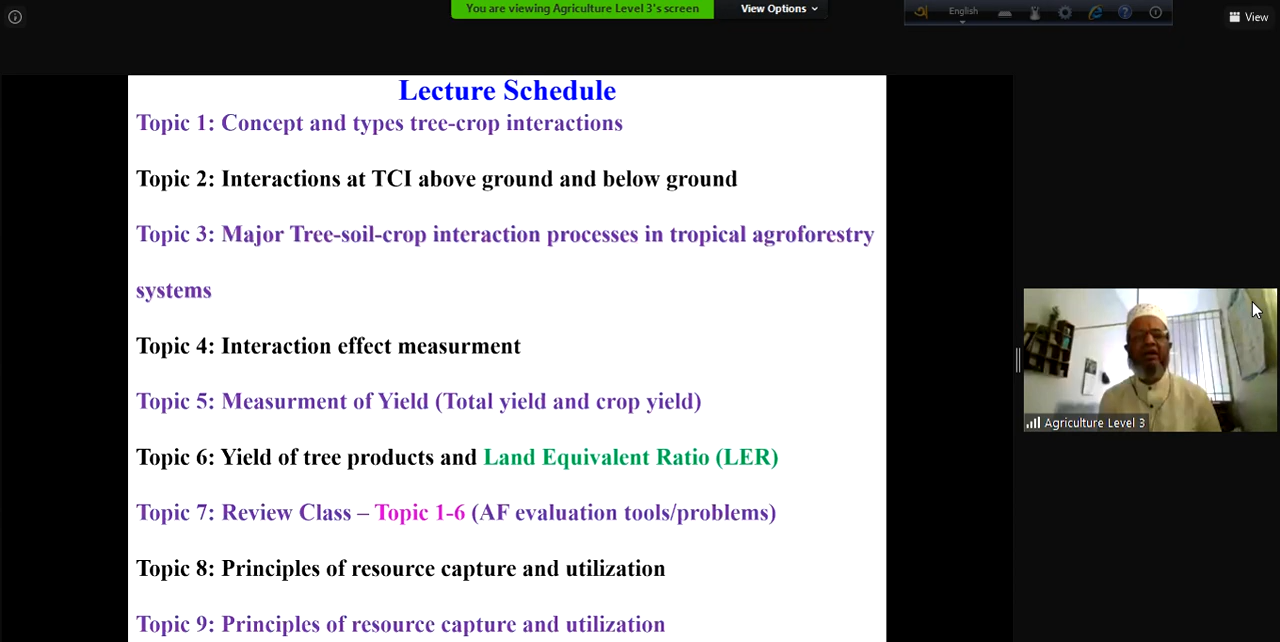 You are viewing Agriculture Level 3's screen
View Options
English
View
Lecture Schedule
Topic 1: Concept and types tree-crop interactions
Topic 2: Interactions at TCI above ground and below ground
Topic 3: Major Tree-soil-crop interaction processes in tropical agroforestry
systems
Topic 4: Interaction effect measurment
Topic 5: Measurment of Yield (Total yield and crop yield)
Topic 6: Yield of tree products and Land Equivalent Ratio (LER)
Topic 7: Review Class – Topic 1-6 (AF evaluation tools/problems)
Topic 8: Principles of resource capture and utilization
Topic 9: Principles of resource capture and utilization
Agriculture Level 3